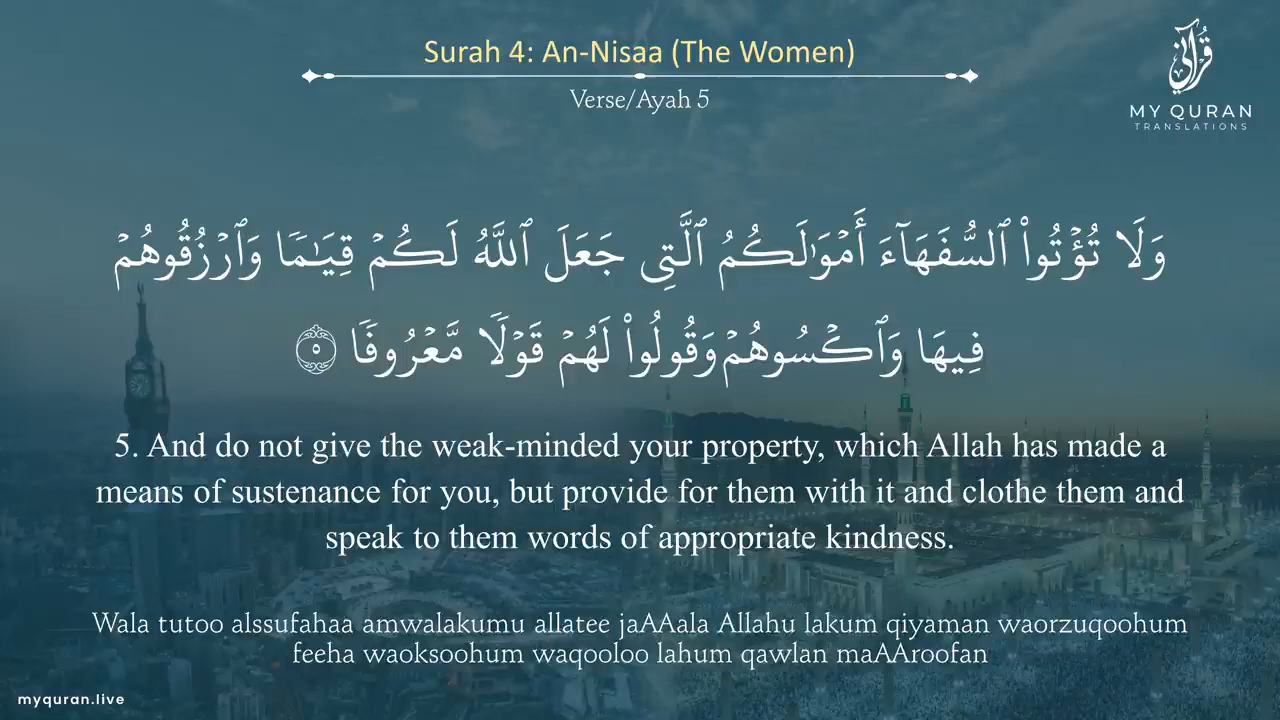 Surah 4: An-Nisaa (The Women)
Verse/Ayah 5
قرآني
MY QURAN
TRANSLATIONS
وَلَا تُؤۡتُواْ ٱلسُّفَهَآءَ أَمۡوَٰلَكُمُ ٱلَّتِي جَعَلَ ٱللَّهُ لَكُمۡ قِيَٰمٗا وَٱرۡزُقُوهُمۡ
فِيهَا وَٱكۡسُوهُمۡ وَقُولُواْ لَهُمۡ قَوۡلٗا مَّعۡرُوفٗا ٥
5. And do not give the weak-minded your property, which Allah has made a
means of sustenance for you, but provide for them with it and clothe them and
speak to them words of appropriate kindness.
Wala tutoo alssufahaa amwalakumu allatee jaAAala Allahu lakum qiyaman waorzuqoohum
feeha waoksoohum waqooloo lahum qawlan maAAroofan
myquran.live